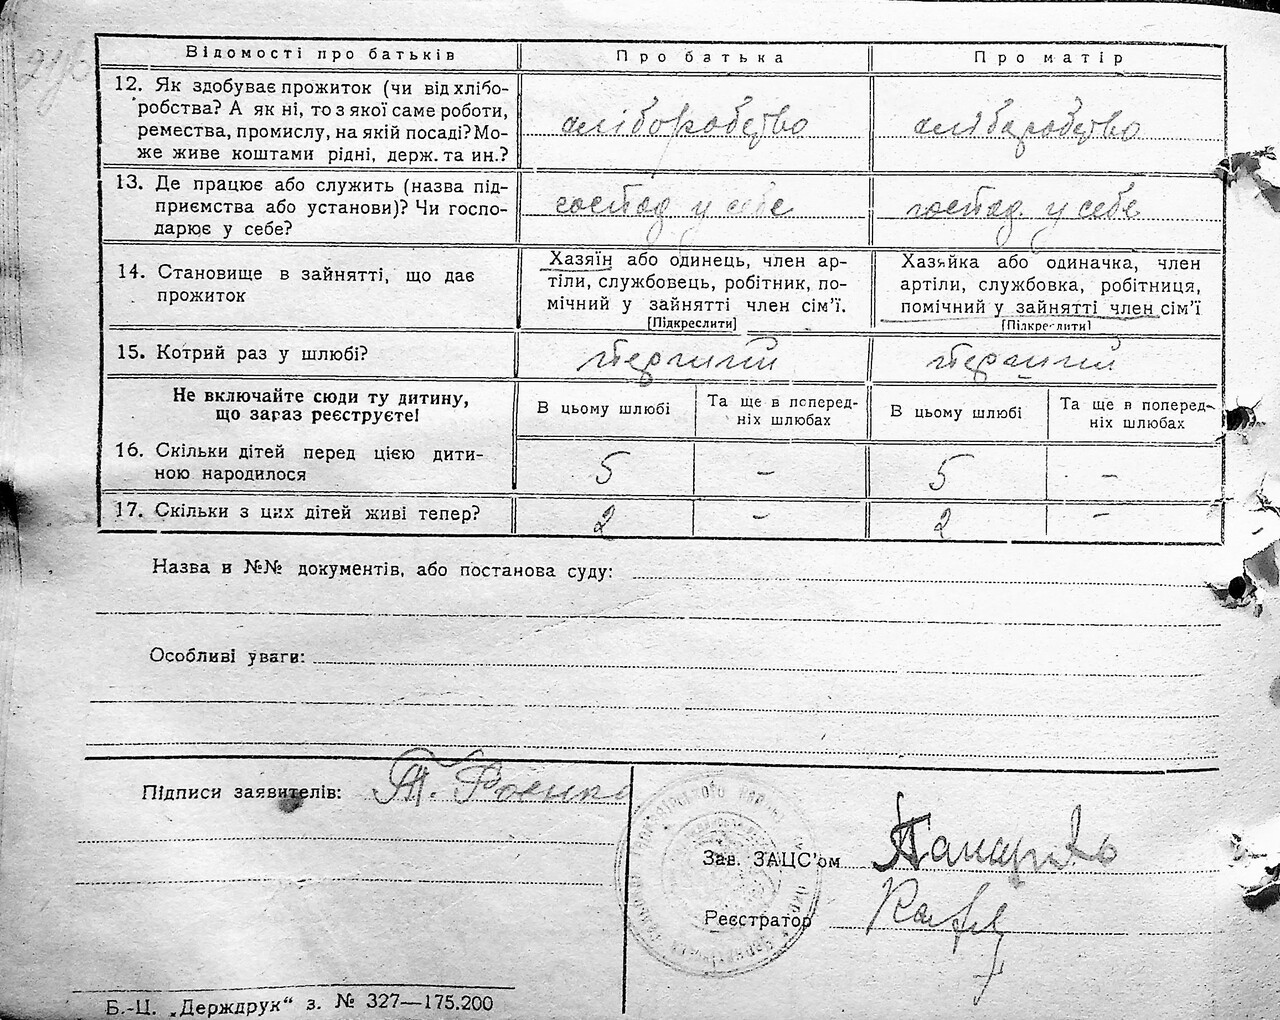 Відомості про батьків Про батька Про матір
12. Як здобуває прожиток (чи від хлібо-
робства? А як ні, то з якої саме роботи,
ремества, промислу, на якій посаді? Мо-
же живе коштами рідні, держ. та ин.?
хліборобство хліборобство
13. Де працює або служить (назва під-
приємства або установи)? Чи госпо-
дарює у себе?
господ у себе господ. у себе
14. Становище в зайнятті, що дає
прожиток
Хазяїн або одинець, член ар-
тіли, службовець, робітник, по-
мічний у зайнятті член сім'ї.
[Підкреслити]
Хазяйка або одиначка, член
артіли, службовка, робітниця,
помічний у зайнятті член сім'ї
[Підкреслити]
15. Котрий раз у шлюбі? перший перший
Не включайте сюди ту дитину,
що зараз реєструєте!
В цьому шлюбі
Та ще в поперед-
ніх шлюбах
В цьому шлюбі
Та ще в поперед-
ніх шлюбах
16. Скільки дітей перед цією дити-
ною народилося
5 – 5 –
17. Скільки з цих дітей живі тепер? 2 – 2 –
Назва и №№ документів, або постанова суду:
Особливі уваги:
Підписи заявителів:
Зав. ЗАЦС'ом
Реєстратор
Б.-Ц. „Держдрук“ з. № 327—175.200